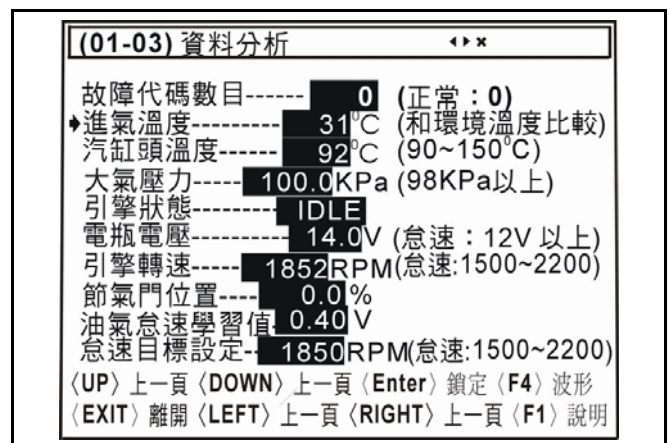 (01-03) 資料分析
故障代碼數目------ 0 (正常：0)
進氣溫度--------- 31°C (和環境溫度比較)
汽缸頭溫度------- 92°C (90~150°C)
大氣壓力----- 100.0KPa (98KPa以上)
引擎狀態--------- IDLE
電瓶電壓---------- 14.0V (怠速：12V 以上)
引擎轉速----- 1852RPM(怠速:1500~2200)
節氣門位置---- 0.0%
油氣怠速學習值- 0.40 V
怠速目標設定-- 1850RPM(怠速:1500~2200)
〈UP〉上一頁〈DOWN〉上一頁〈Enter〉鎖定〈F4〉波形
〈EXIT〉離開〈LEFT〉上一頁〈RIGHT〉上一頁〈F1〉說明